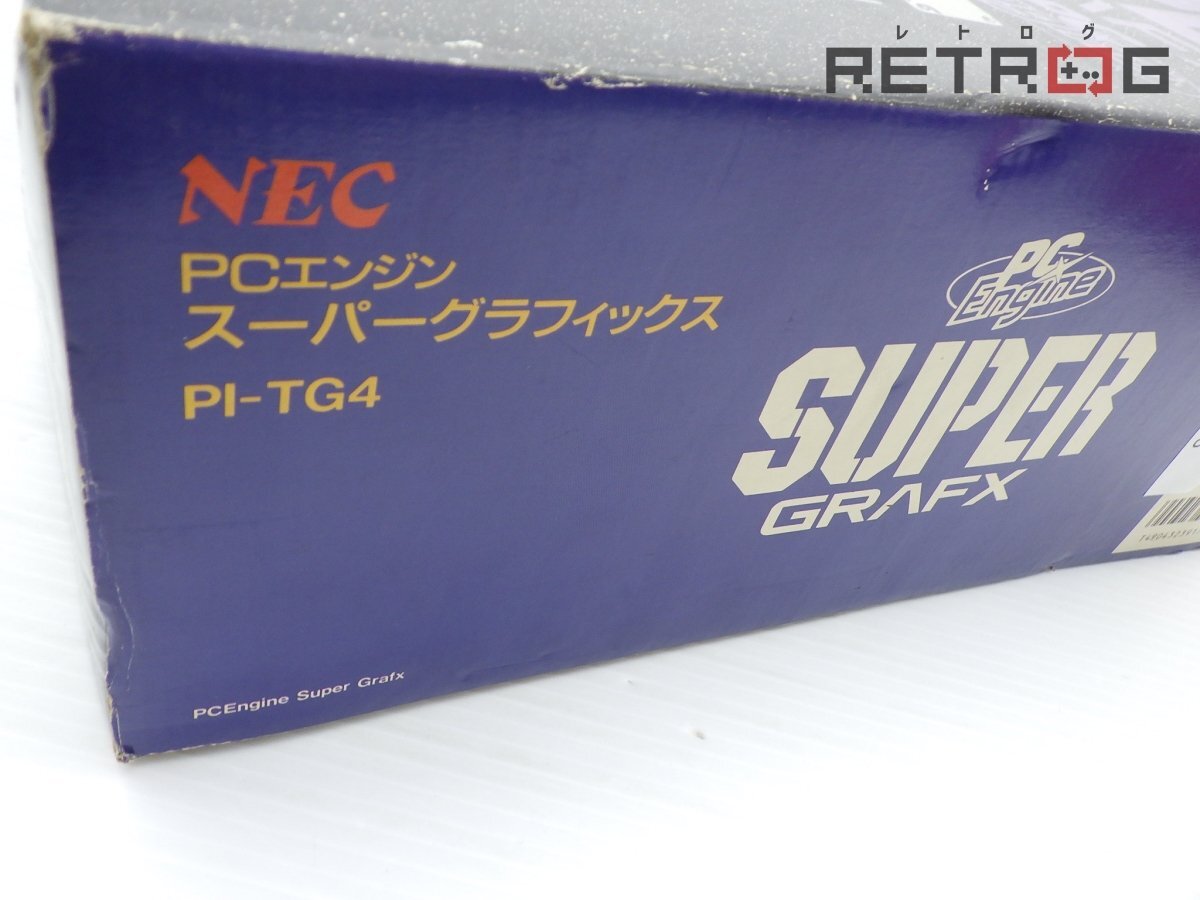 レトログ
RETROG
NEC
PCエンジン
スーパーグラフィックス
PI-TG4
PC
Engine
SUPER
GRAFX
PCEngine Super Grafx